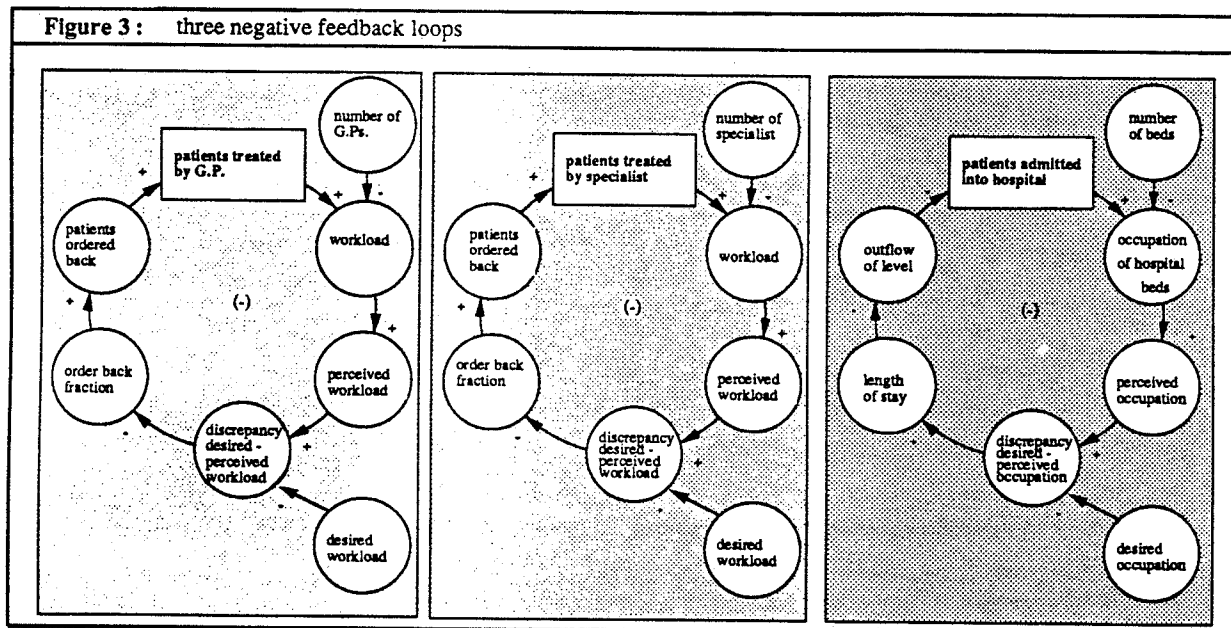 Figure 3 : three negative feedback loops
number of
G.Ps.
patients treated
by G.P.
+
+
-
patients
ordered
back
workload
+
(-)
+
order back
fraction
perceived
workload
discrepancy
desired -
perceived
workload
-
+
-
desired
workload
number of
specialist
patients treated
by specialist
+
+
-
patients
ordered
back
workload
+
(-)
+
order back
fraction
perceived
workload
discrepancy
desired -
perceived
workload
-
+
-
desired
workload
number
of beds
patients admitted
into hospital
-
+
-
outflow
of level
occupation
of hospital
beds
-
(-)
length
of stay
perceived
occupation
discrepancy
desired -
perceived
occupation
-
+
-
desired
occupation